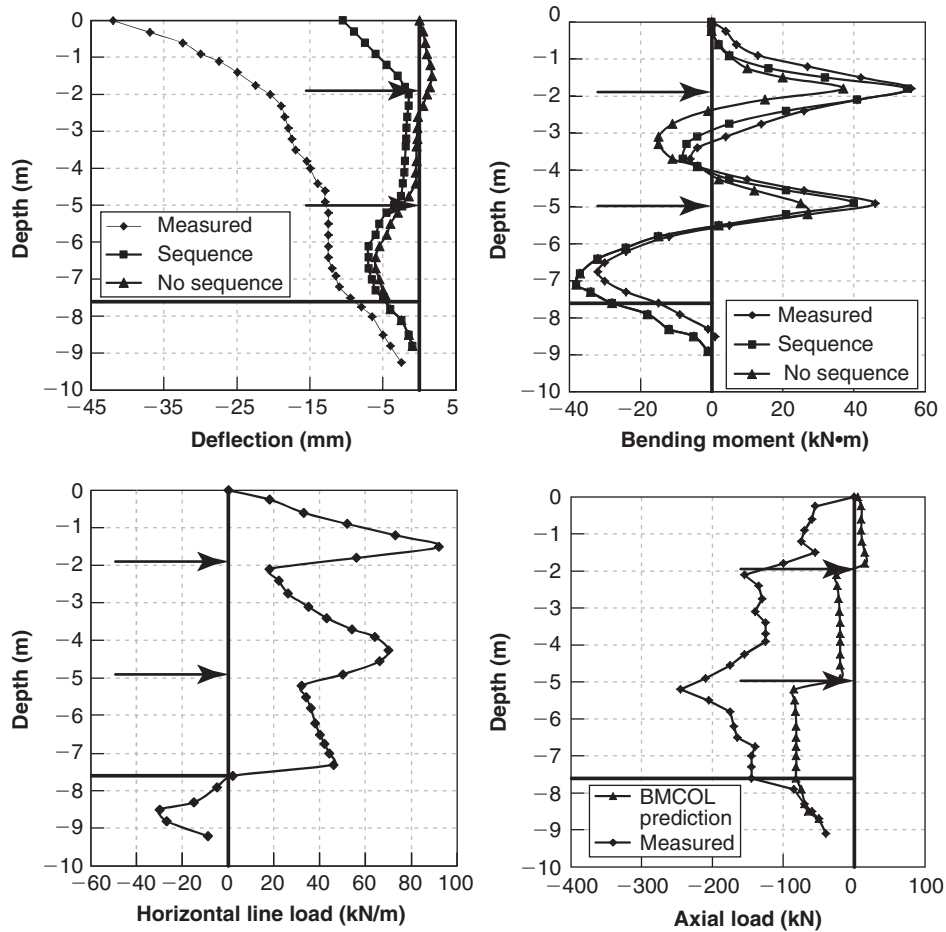 0
−1
−2
−3
−4
−5
−6
−7
−8
−9
−10
Depth (m)
Measured
Sequence
No sequence
−45 −35 −25 −15 −5 5
Deflection (mm)
0
−1
−2
−3
−4
−5
−6
−7
−8
−9
−10
Depth (m)
Measured
Sequence
No sequence
−40 −20 0 20 40 60
Bending moment (kN•m)
0
−1
−2
−3
−4
−5
−6
−7
−8
−9
−10
Depth (m)
−60 −40 −20 0 20 40 60 80 100
Horizontal line load (kN/m)
0
−1
−2
−3
−4
−5
−6
−7
−8
−9
−10
Depth (m)
BMCOL
prediction
Measured
−400 −300 −200 −100 0 100
Axial load (kN)